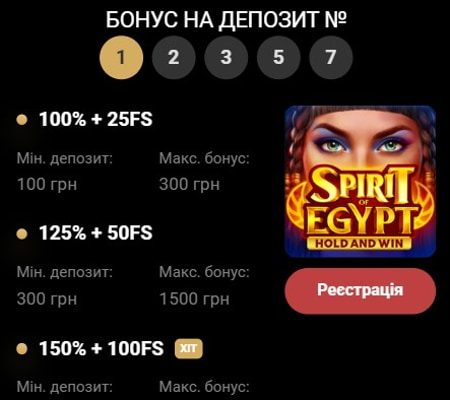 БОНУС НА ДЕПОЗИТ №
1 2 3 5 7
100% + 25FS
Мін. депозит: Макс. бонус:
100 грн 300 грн
SPIRIT
OF
EGYPT
HOLD AND WIN
125% + 50FS
Мін. депозит: Макс. бонус:
300 грн 1500 грн
Реєстрація
150% + 100FS ХІТ
Мін. депозит: Макс. бонус: